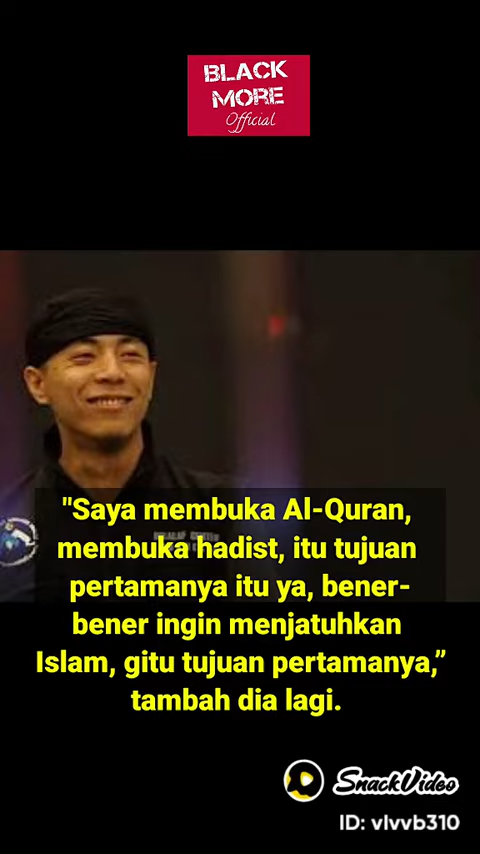 BLACK
MORE
Official
"Saya membuka Al-Quran,
membuka hadist, itu tujuan
pertamanya itu ya, bener-
bener ingin menjatuhkan
Islam, gitu tujuan pertamanya,”
tambah dia lagi.
SnackVideo
ID: vlvvb310